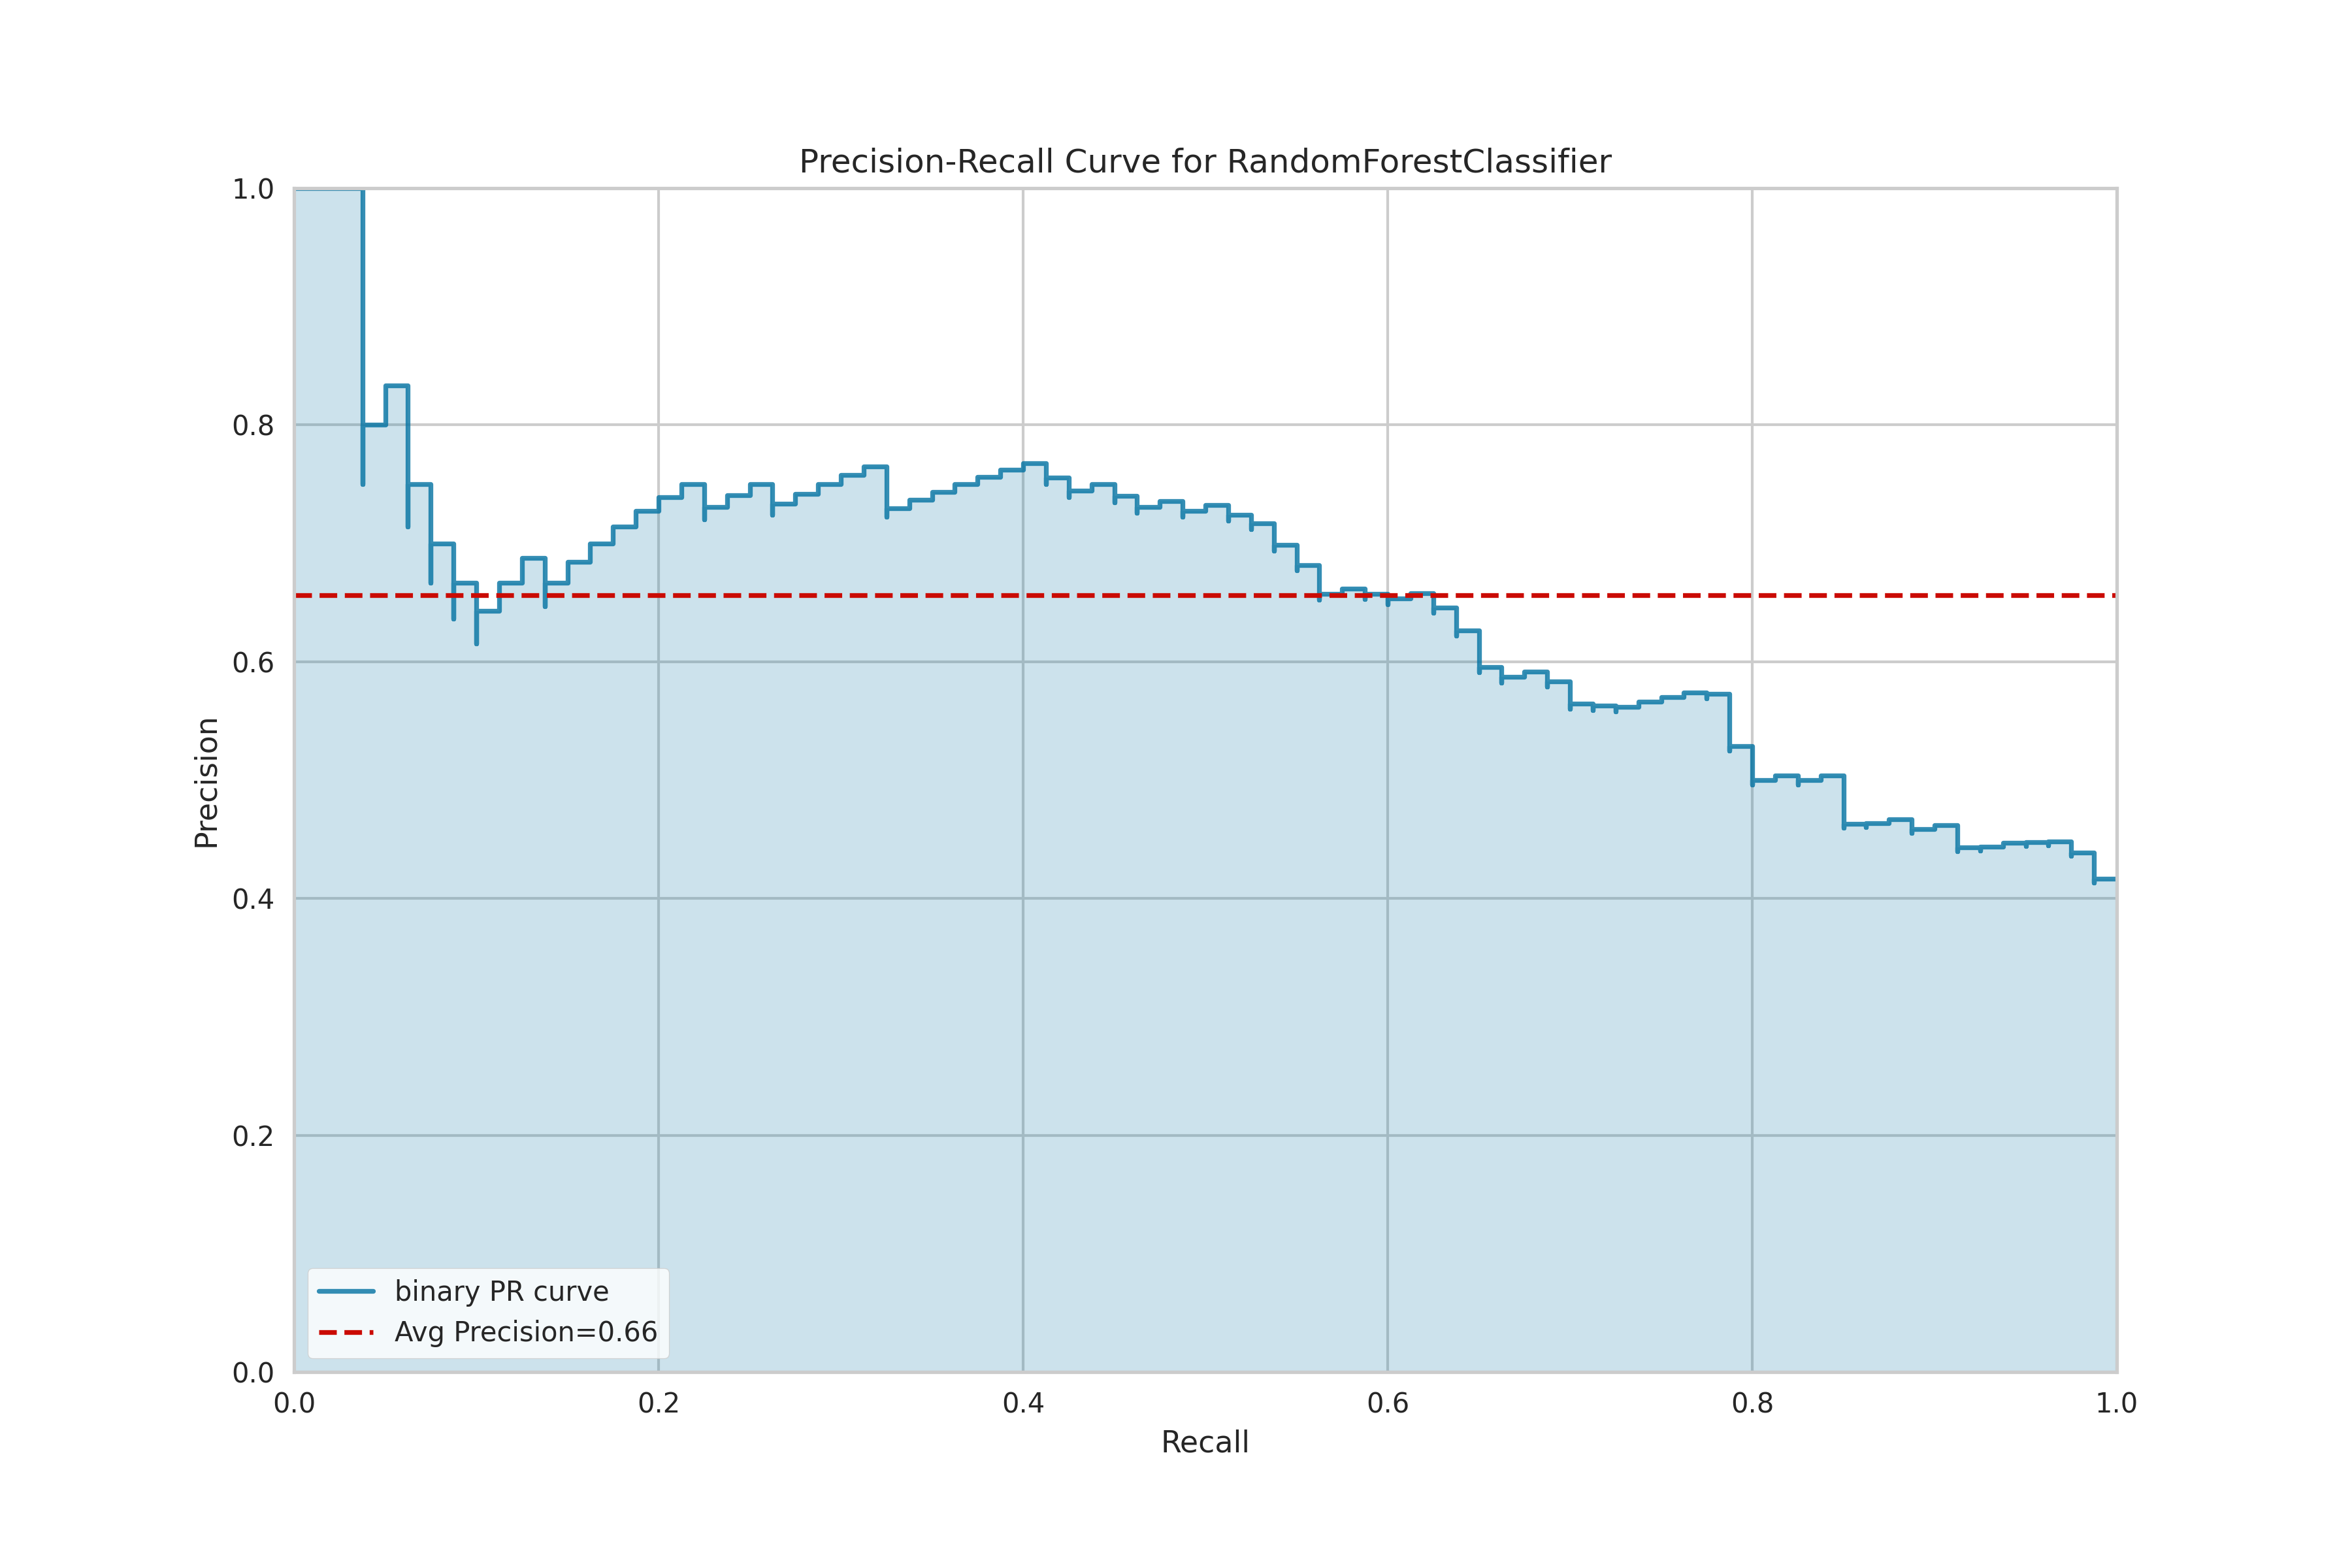 Precision-Recall Curve for RandomForestClassifier
1.0
0.8
0.6
0.4
0.2
0.0
Precision
binary PR curve
Avg Precision=0.66
0.0 0.2 0.4 0.6 0.8 1.0
Recall